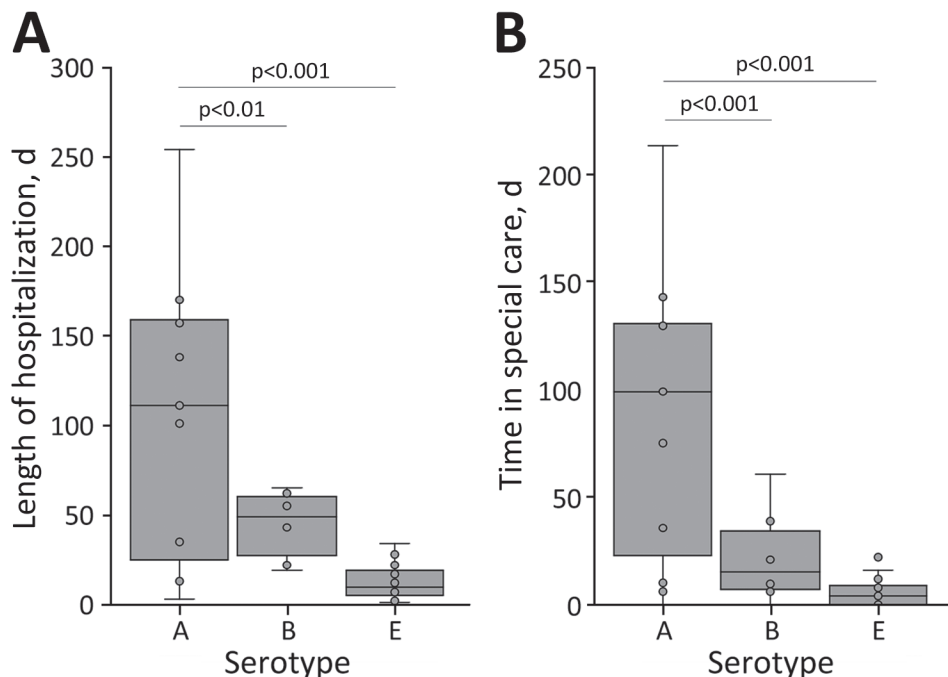 A
Length of hospitalization, d
300
250
200
150
100
50
0
p<0.001
p<0.01
A B E
Serotype
B
Time in special care, d
250
200
150
100
50
0
p<0.001
p<0.001
A B E
Serotype